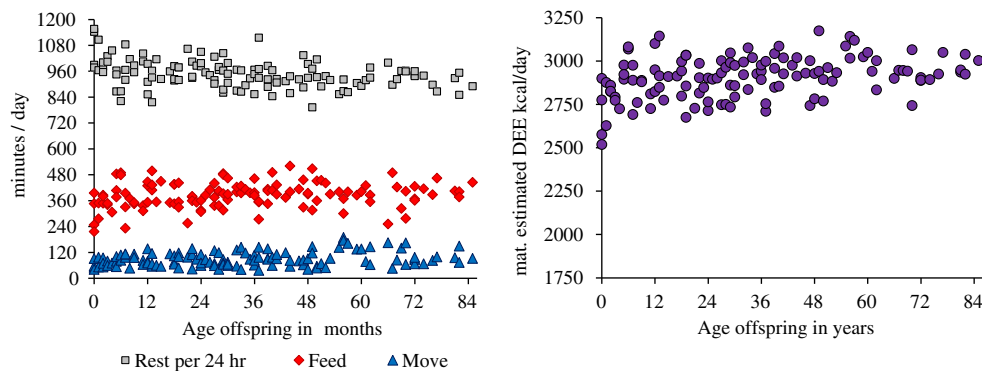 minutes / day
1200
1080
960
840
720
600
480
360
240
120
0
0 12 24 36 48 60 72 84
Age offspring in months
Rest per 24 hr Feed Move
mat. estimated DEE kcal/day
3250
3000
2750
2500
2250
2000
1750
0 12 24 36 48 60 72 84
Age offspring in years